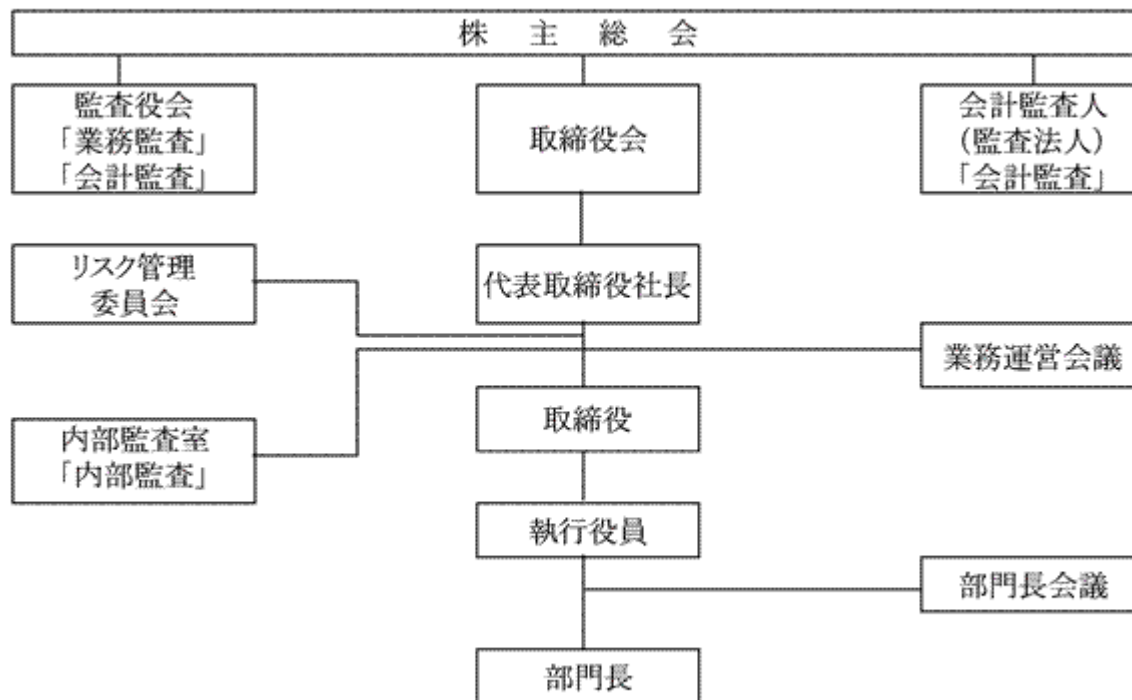 株主総会
監査役会
「業務監査」
「会計監査」
取締役会
会計監査人
(監査法人)
「会計監査」
リスク管理
委員会
代表取締役社長
業務運営会議
取締役
内部監査室
「内部監査」
執行役員
部門長会議
部門長